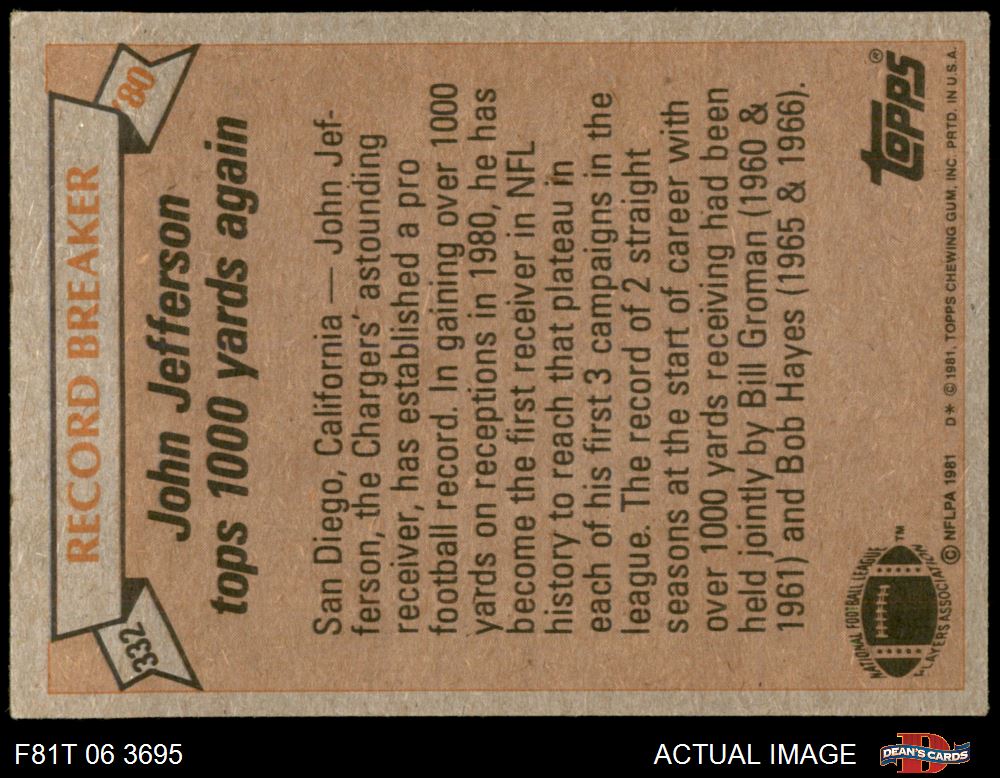 332
RECORD BREAKER
'80
John Jefferson
tops 1000 yards again
San Diego, California — John Jef-
ferson, the Chargers' astounding
receiver, has established a pro
football record. In gaining over 1000
yards on receptions in 1980, he has
become the first receiver in NFL
history to reach that plateau in
each of his first 3 campaigns in the
league. The record of 2 straight
seasons at the start of career with
over 1000 yards receiving had been
held jointly by Bill Groman (1960 &
1961) and Bob Hayes (1965 & 1966).
NATIONAL FOOTBALL LEAGUE
PLAYERS ASSOCIATION
™
TOPPS®
© NFLPA 1981 D* © 1981, TOPPS CHEWING GUM, INC. PRTD. IN U.S.A.
F81T 06 3695
ACTUAL IMAGE
DEAN'S CARDS